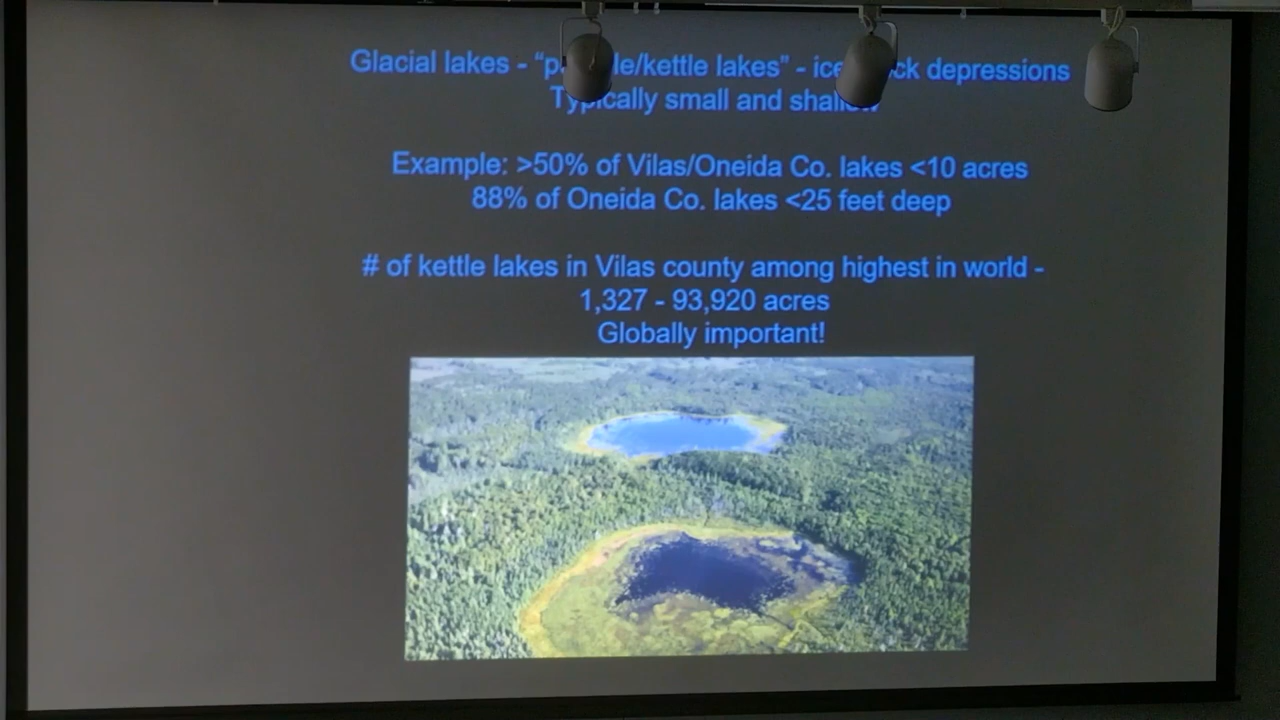 Glacial lakes - “p le/kettle lakes” - ice ck depressions
Typically small and shallow
Example: >50% of Vilas/Oneida Co. lakes <10 acres
88% of Oneida Co. lakes <25 feet deep
# of kettle lakes in Vilas county among highest in world -
1,327 - 93,920 acres
Globally important!